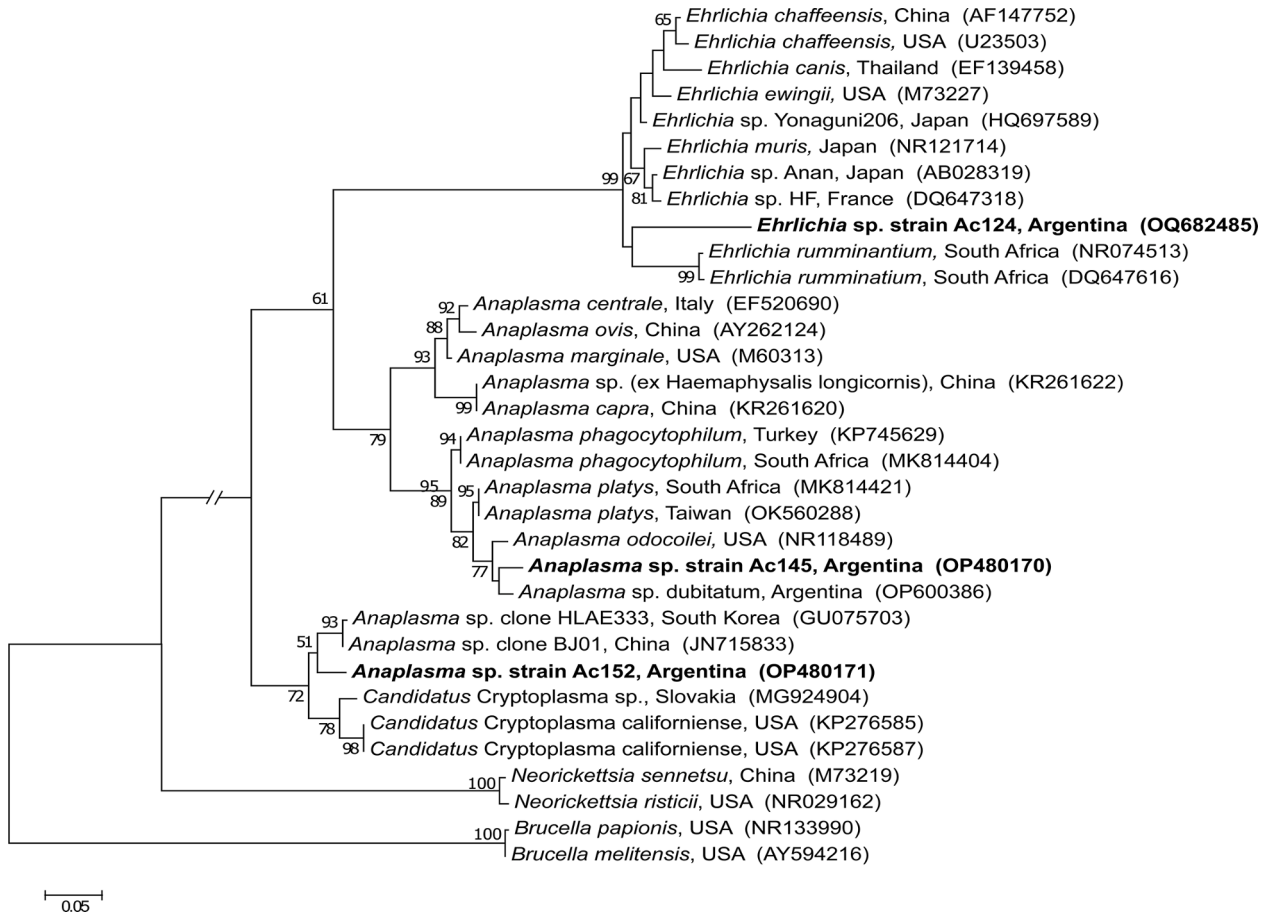 65 Ehrlichia chaffeensis, China (AF147752)
Ehrlichia chaffeensis, USA (U23503)
Ehrlichia canis, Thailand (EF139458)
Ehrlichia ewingii, USA (M73227)
Ehrlichia sp. Yonaguni206, Japan (HQ697589)
Ehrlichia muris, Japan (NR121714)
99 67 Ehrlichia sp. Anan, Japan (AB028319)
81 Ehrlichia sp. HF, France (DQ647318)
Ehrlichia sp. strain Ac124, Argentina (OQ682485)
Ehrlichia rumminantium, South Africa (NR074513)
99 Ehrlichia rumminatium, South Africa (DQ647616)
61 92 Anaplasma centrale, Italy (EF520690)
88 Anaplasma ovis, China (AY262124)
93 Anaplasma marginale, USA (M60313)
Anaplasma sp. (ex Haemaphysalis longicornis), China (KR261622)
99 Anaplasma capra, China (KR261620)
79 94 Anaplasma phagocytophilum, Turkey (KP745629)
Anaplasma phagocytophilum, South Africa (MK814404)
95 95 Anaplasma platys, South Africa (MK814421)
89 Anaplasma platys, Taiwan (OK560288)
82 Anaplasma odocoilei, USA (NR118489)
77 Anaplasma sp. strain Ac145, Argentina (OP480170)
Anaplasma sp. dubitatum, Argentina (OP600386)
93 Anaplasma sp. clone HLAE333, South Korea (GU075703)
51 Anaplasma sp. clone BJ01, China (JN715833)
Anaplasma sp. strain Ac152, Argentina (OP480171)
72 Candidatus Cryptoplasma sp., Slovakia (MG924904)
78 Candidatus Cryptoplasma californiense, USA (KP276585)
98 Candidatus Cryptoplasma californiense, USA (KP276587)
100 Neorickettsia sennetsu, China (M73219)
Neorickettsia risticii, USA (NR029162)
100 Brucella papionis, USA (NR133990)
Brucella melitensis, USA (AY594216)
0.05